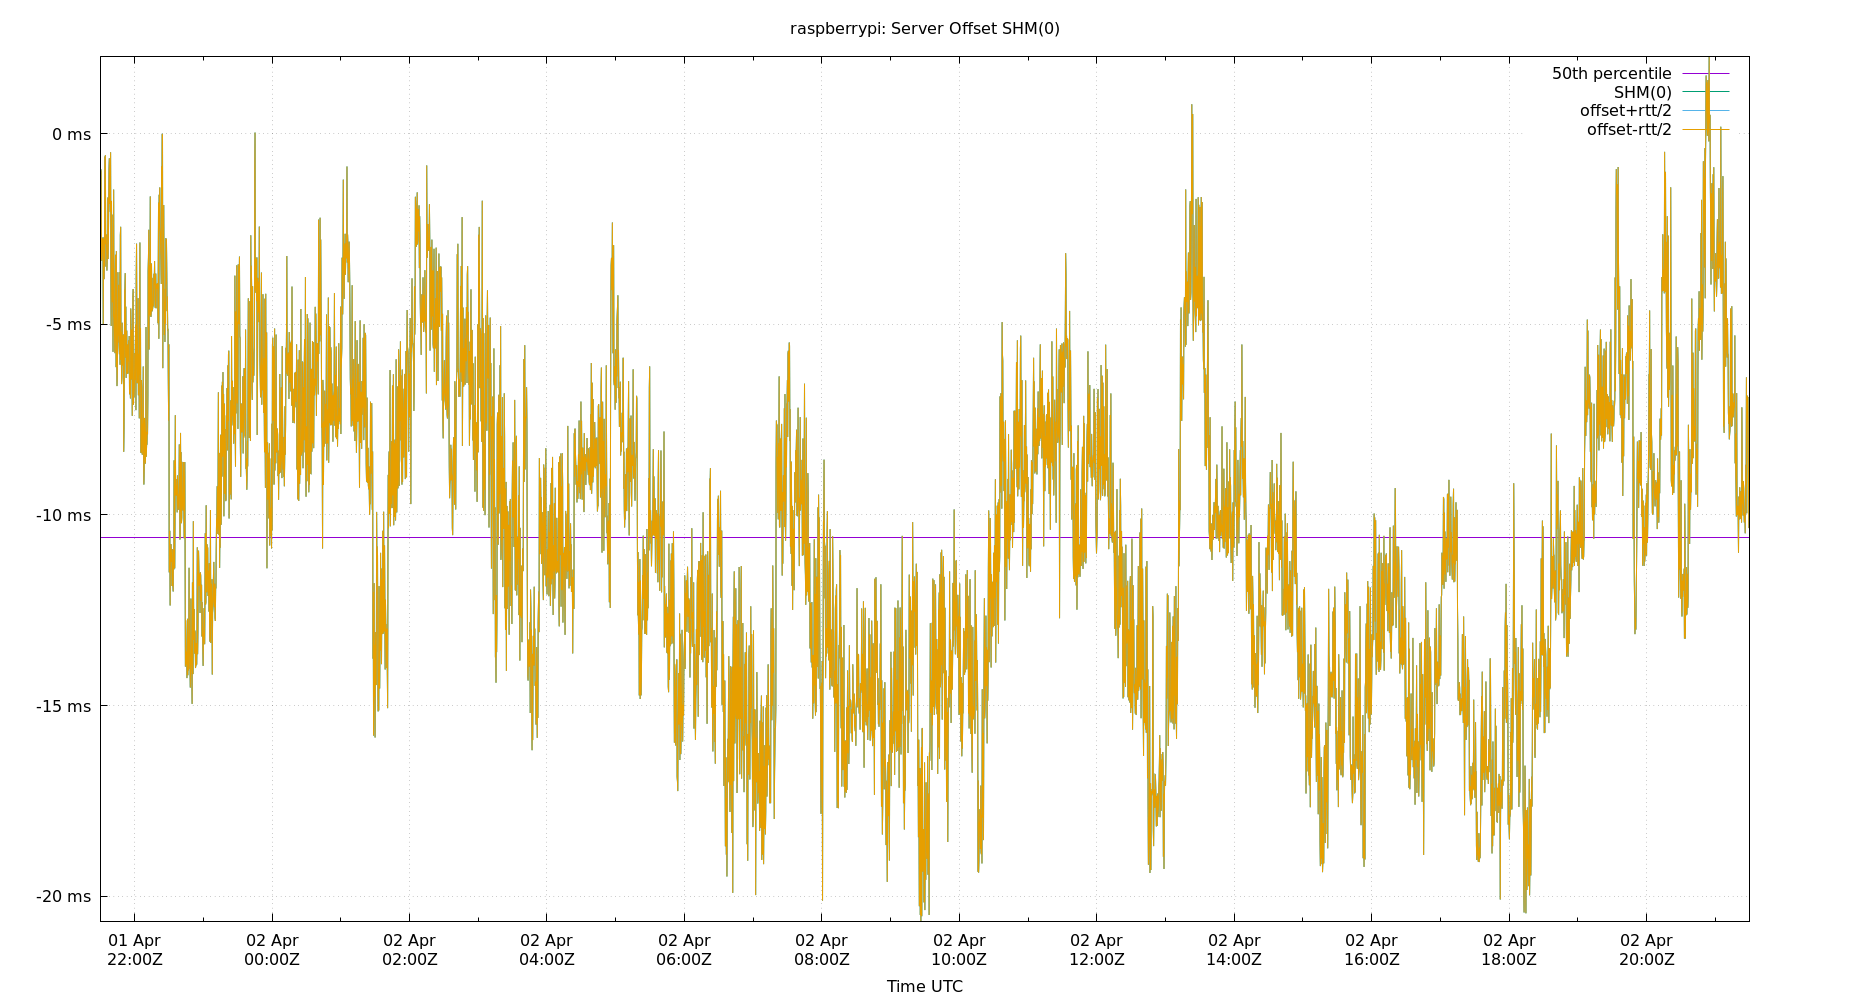 raspberrypi: Server Offset SHM(0)
50th percentile
SHM(0)
offset+rtt/2
offset-rtt/2
0 ms
-5 ms
-10 ms
-15 ms
-20 ms
01 Apr 02 Apr 02 Apr 02 Apr 02 Apr 02 Apr 02 Apr 02 Apr 02 Apr 02 Apr 02 Apr 02 Apr
22:00Z 00:00Z 02:00Z 04:00Z 06:00Z 08:00Z 10:00Z 12:00Z 14:00Z 16:00Z 18:00Z 20:00Z
Time UTC